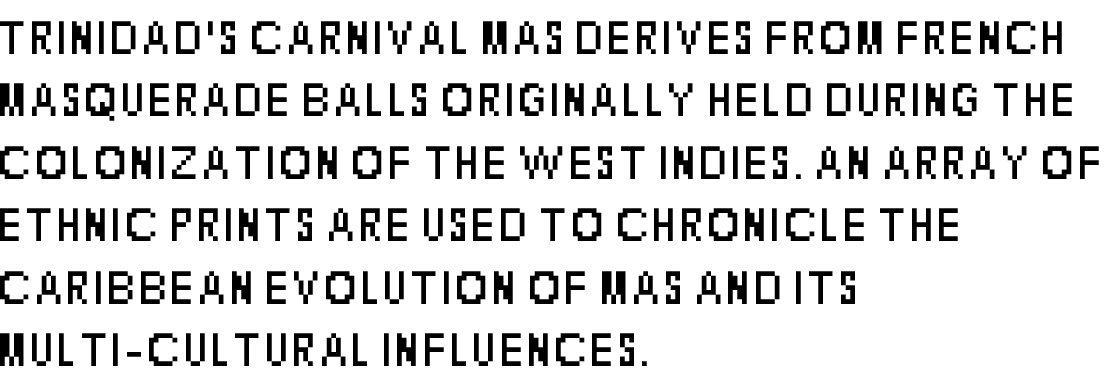 TRINIDAD'S CARNIVAL MAS DERIVES FROM FRENCH
MASQUERADE BALLS ORIGINALLY HELD DURING THE
COLONIZATION OF THE WEST INDIES. AN ARRAY OF
ETHNIC PRINTS ARE USED TO CHRONICLE THE
CARIBBEAN EVOLUTION OF MAS AND ITS
MULTI-CULTURAL INFLUENCES.